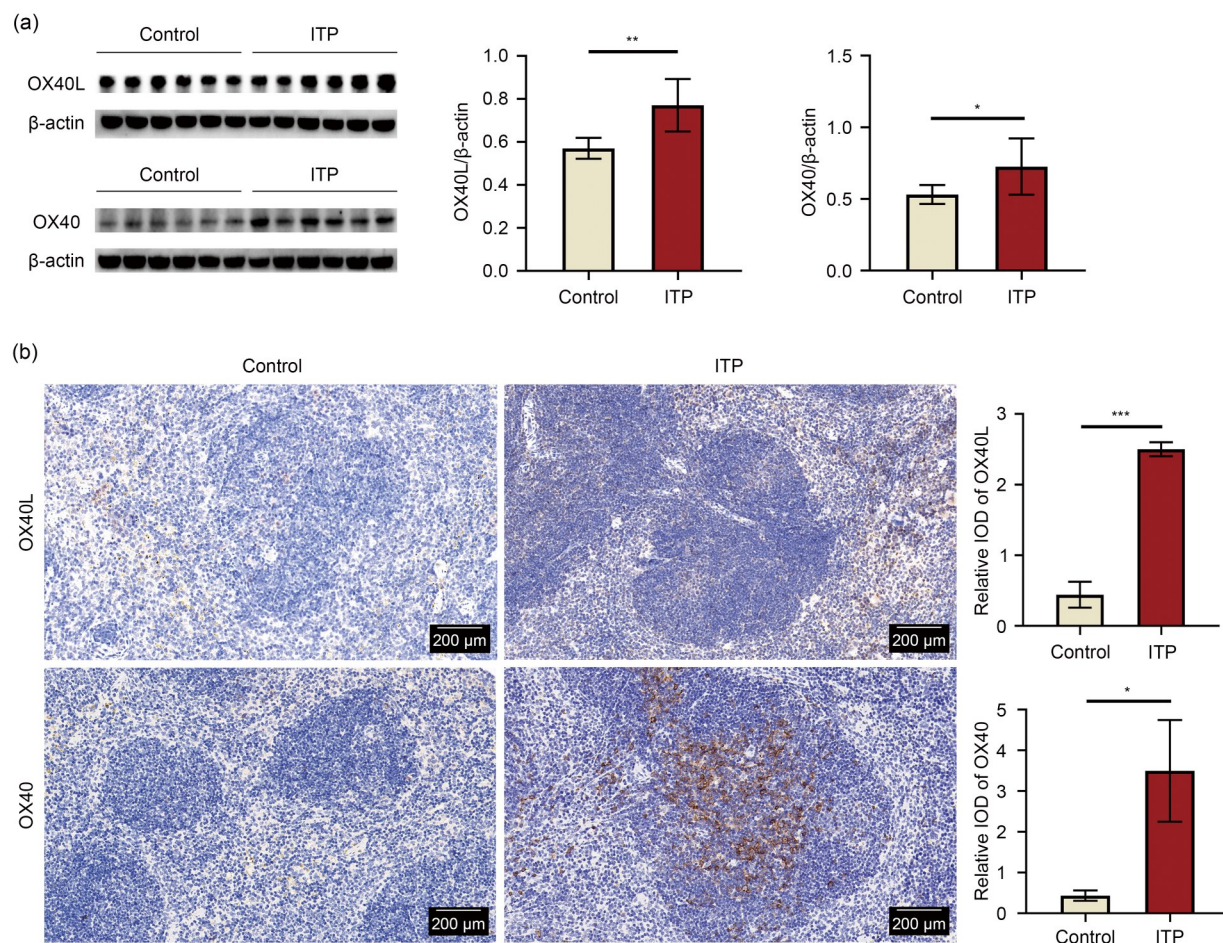 (a)
Control ITP
OX40L
β-actin
Control ITP
OX40
β-actin
OX40L/β-actin
1.0
0.8
0.6
0.4
0.2
0.0
**
Control ITP
OX40/β-actin
1.5
1.0
0.5
0.0
*
Control ITP
(b)
Control ITP
OX40L
200 μm
200 μm
Relative IOD of OX40L
3
2
1
0
***
Control ITP
OX40
200 μm
200 μm
Relative IOD of OX40
5
4
3
2
1
0
*
Control ITP